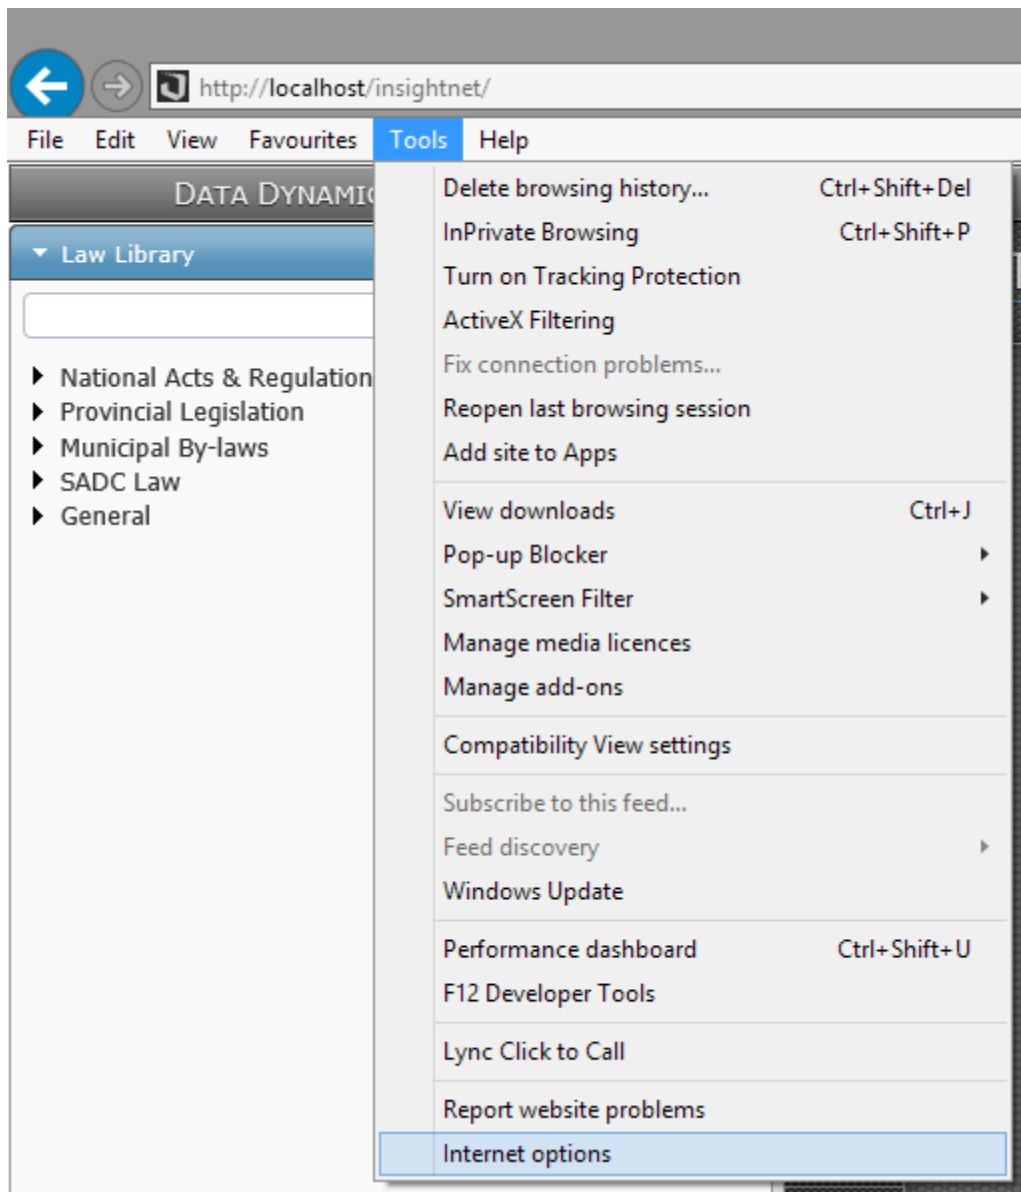 http://localhost/insightnet/
File Edit View Favourites Tools Help
DATA DYNAMIC
Law Library
National Acts & Regulation
Provincial Legislation
Municipal By-laws
SADC Law
General
Delete browsing history... Ctrl+Shift+Del
InPrivate Browsing Ctrl+Shift+P
Turn on Tracking Protection
ActiveX Filtering
Fix connection problems...
Reopen last browsing session
Add site to Apps
View downloads Ctrl+J
Pop-up Blocker
SmartScreen Filter
Manage media licences
Manage add-ons
Compatibility View settings
Subscribe to this feed...
Feed discovery
Windows Update
Performance dashboard Ctrl+Shift+U
F12 Developer Tools
Lync Click to Call
Report website problems
Internet options